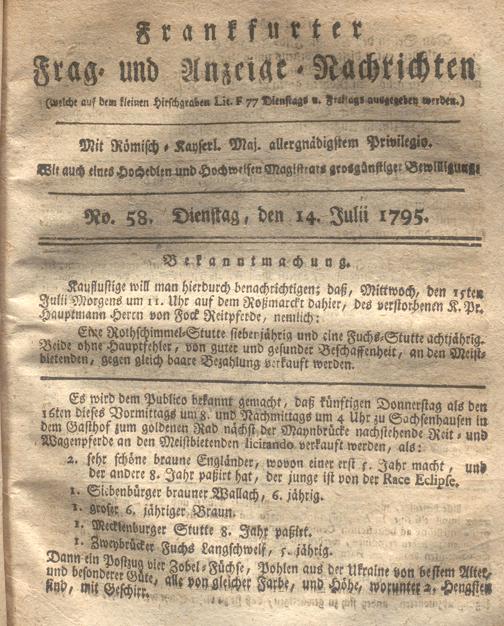 Frankfurter
Frag- und Anzeige-Nachrichten
(welche auf dem kleinen Hirschgraben Lit. F 77 Dienstags u. Freitags ausgegeben werden.)
Mit Römisch-Kayserl. Maj. allergnädigstem Privilegio.
Wie auch eines Hochedlen und Hochweisen Magistrats grosgünstiger Bewilligung:
No. 58. Dienstag, den 14. Julii 1795.
Bekanntmachung.
Kauflustige will man hierdurch benachrichtigen; daß, Mittwoch, den 15ten
Julii Morgens um 11. Uhr auf dem Roßmarckt dahier, des verstorbenen K. Pr.
Hauptmann Herrn von Fock Reitpferde, nemlich:
Eine Rothschimmel-Stutte sieberjährig und eine Fuchs-Stutte achtjährig.
Beide ohne Hauptfehler, von guter und gesunder Beschaffenheit, an den Meist-
bietenden, gegen gleich baare Bezahlung verkauft werden.
Es wird dem Publico bekannt gemacht, daß künftigen Donnerstag als den
16ten dieses Vormittags um 8. und Nachmittags um 4 Uhr zu Sachsenhausen in
dem Gasthof zum goldenen Rad nächst der Maynbrücke nachstehende Reit- und
Wagenpferde an den Meistbietenden licitando verkauft werden, als:
2. sehr schöne braune Engländer, wovon einer erst 5. Jahr macht, und
der andere 8. Jahr paßirt hat, der junge ist von der Race Eclipse.
1. Siebenbürger brauner Wallach, 6. jährig.
1. groser 6. jähriger Braun.
1. Mecklenburger Stutte 8. Jahr paßirt.
1. Zweybrücker Fuchs Langschweif, 5. jährig.
Dann ein Postzug vier Zobel-Füchse, Pohlen aus der Ukraine von bestem Alter,
und besonderer Güte, alle von gleicher Farbe, und Höhe, worunter 2. Hengsten
sind, mit Geschirr.